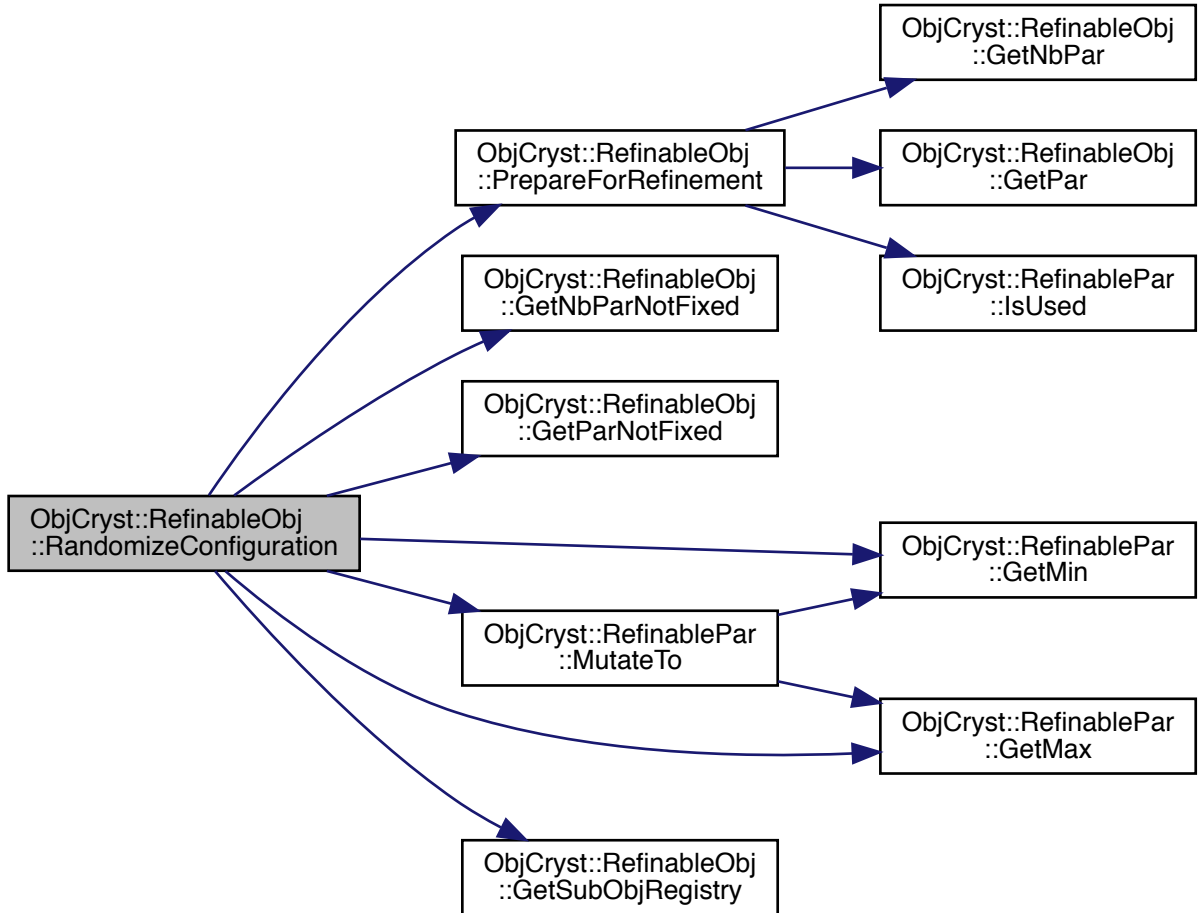 ObjCryst::RefinableObj
::GetNbPar
ObjCryst::RefinableObj
::PrepareForRefinement
ObjCryst::RefinableObj
::GetPar
ObjCryst::RefinablePar
::IsUsed
ObjCryst::RefinableObj
::GetNbParNotFixed
ObjCryst::RefinableObj
::GetParNotFixed
ObjCryst::RefinableObj
::RandomizeConfiguration
ObjCryst::RefinablePar
::GetMin
ObjCryst::RefinablePar
::MutateTo
ObjCryst::RefinablePar
::GetMax
ObjCryst::RefinableObj
::GetSubObjRegistry